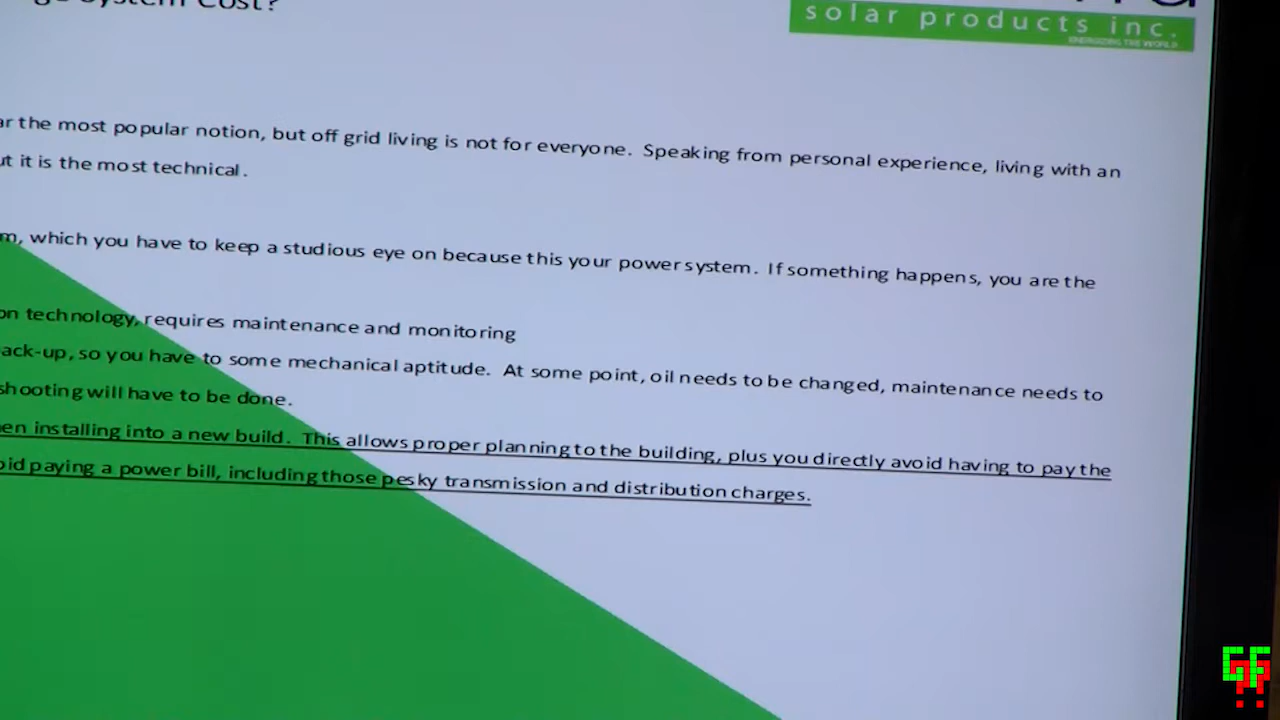 System Cost?
solar products inc.
ENERGIZING THE WORLD
the most popular notion, but off grid living is not for everyone. Speaking from personal experience, living with an
it is the most technical.
which you have to keep a studious eye on because this your power system. If something happens, you are the
technology, requires maintenance and monitoring
ack-up, so you have to some mechanical aptitude. At some point, oil needs to be changed, maintenance needs to
shooting will have to be done.
en installing into a new build. This allows proper planning to the building, plus you directly avoid having to pay the
paying a power bill, including those pesky transmission and distribution charges.